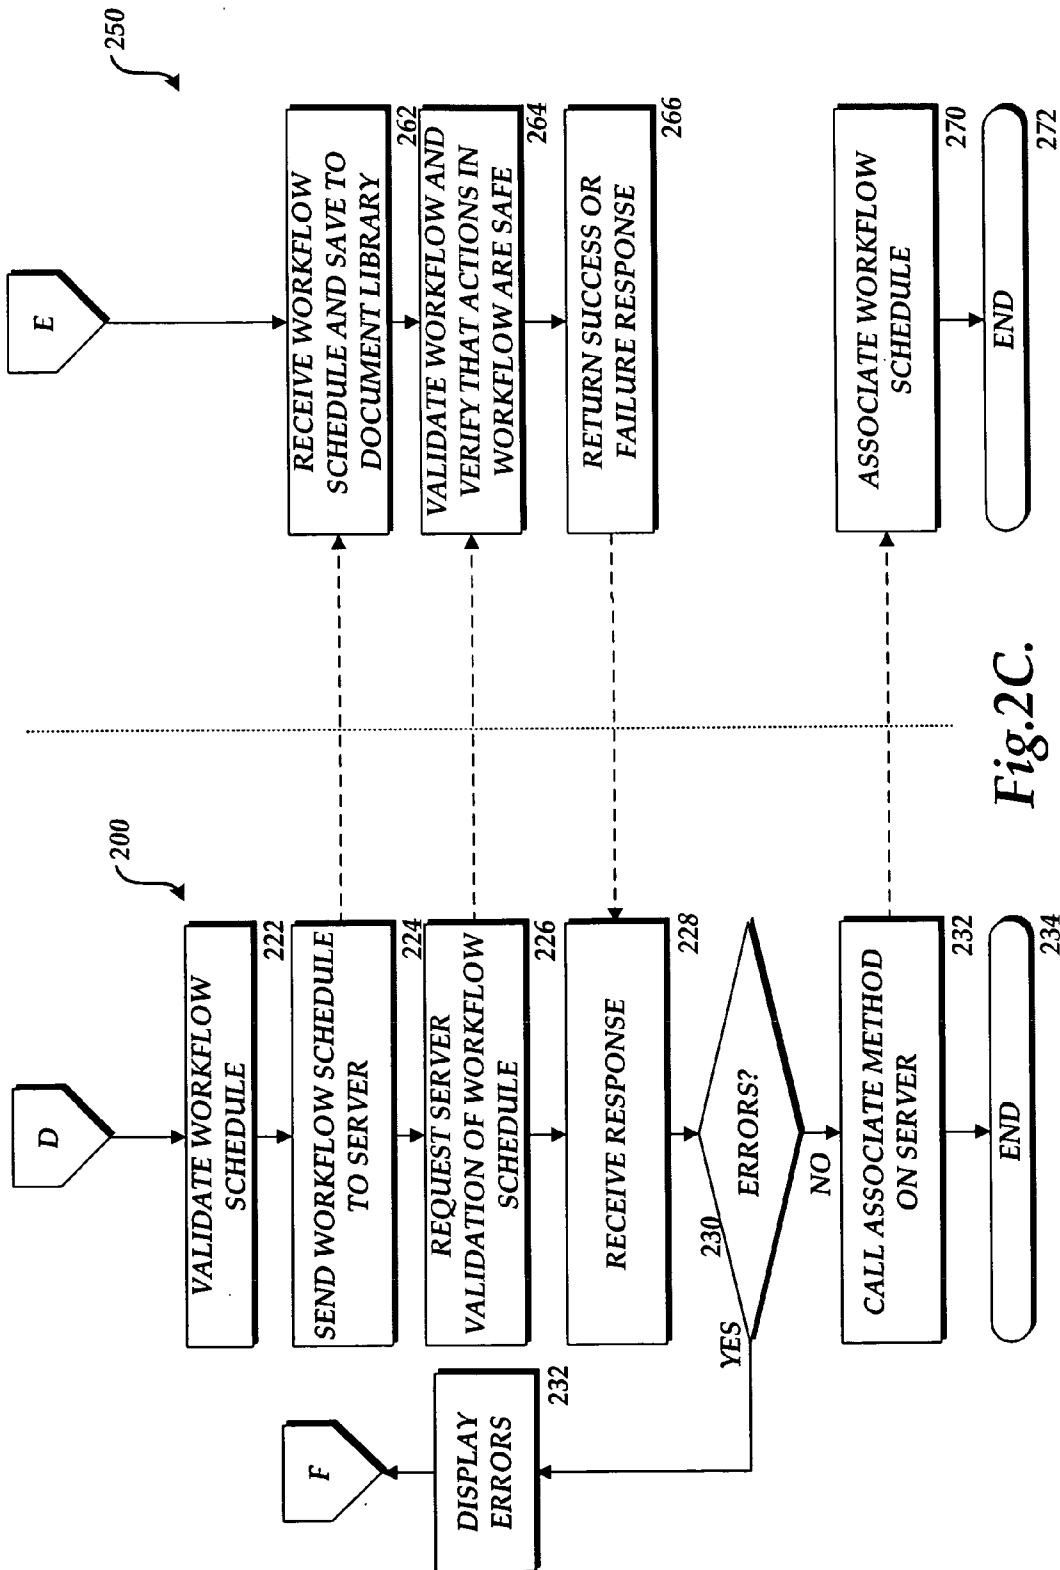 200
250
D
E
VALIDATE WORKFLOW
SCHEDULE
222
SEND WORKFLOW SCHEDULE
TO SERVER
224
RECEIVE WORKFLOW
SCHEDULE AND SAVE TO
DOCUMENT LIBRARY
262
REQUEST SERVER
VALIDATION OF WORKFLOW
SCHEDULE
226
VALIDATE WORKFLOW AND
VERIFY THAT ACTIONS IN
WORKFLOW ARE SAFE
264
RECEIVE RESPONSE
228
RETURN SUCCESS OR
FAILURE RESPONSE
266
F
DISPLAY
ERRORS
232
230
ERRORS?
YES
NO
CALL ASSOCIATE METHOD
ON SERVER
232
ASSOCIATE WORKFLOW
SCHEDULE
270
END
234
END
272
Fig.2C.